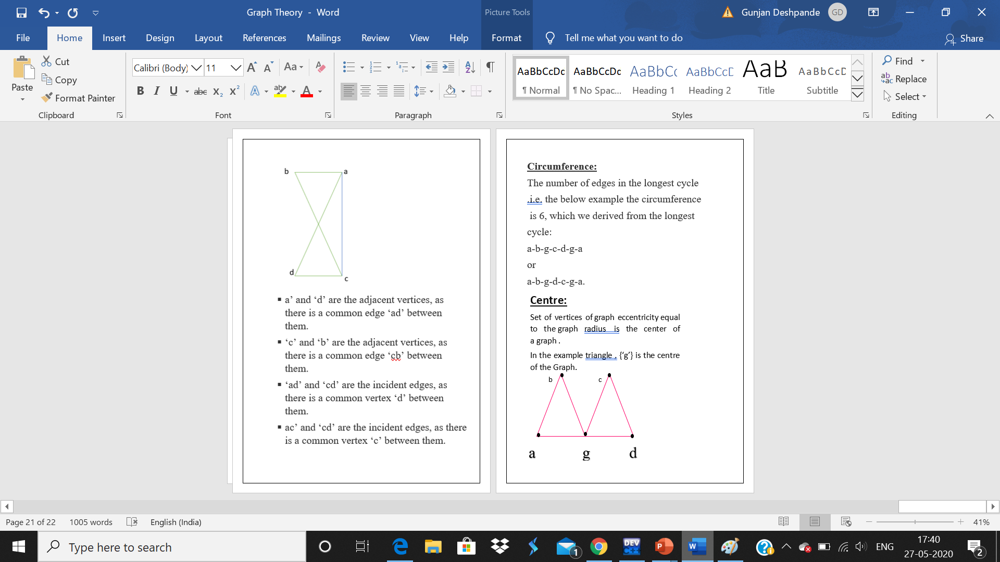 Graph Theory - Word
Picture Tools
Gunjan Deshpande
GD
File
Home
Insert
Design
Layout
References
Mailings
Review
View
Help
Format
Tell me what you want to do
Share
Paste
Cut
Copy
Format Painter
Clipboard
Calibri (Body)
11
Aa
B I U abc X₂ X²
Font
Paragraph
AaBbCcDc
¶ Normal
AaBbCcDc
¶ No Spac...
AaBbCc
Heading 1
AaBbCcD
Heading 2
AaB
Title
AaBbCcD
Subtitle
Styles
Find
Replace
Select
Editing
b
a
d
c
▪ a’ and ‘d’ are the adjacent vertices, as
there is a common edge ‘ad’ between
them.
▪ ‘c’ and ‘b’ are the adjacent vertices, as
there is a common edge ‘cb’ between
them.
▪ ‘ad’ and ‘cd’ are the incident edges, as
there is a common vertex ‘d’ between
them.
▪ ac’ and ‘cd’ are the incident edges, as there
is a common vertex ‘c’ between them.
Circumference:
The number of edges in the longest cycle
.i.e. the below example the circumference
is 6, which we derived from the longest
cycle:
a-b-g-c-d-g-a
or
a-b-g-d-c-g-a.
Centre:
Set of vertices of graph eccentricity equal
to the graph radius is the center of
a graph .
In the example triangle , {‘g’} is the centre
of the Graph.
b
c
a
g
d
Page 21 of 22
1005 words
English (India)
41%
Type here to search
1
DEV
C++
P
W
ENG
17:40
27-05-2020
2